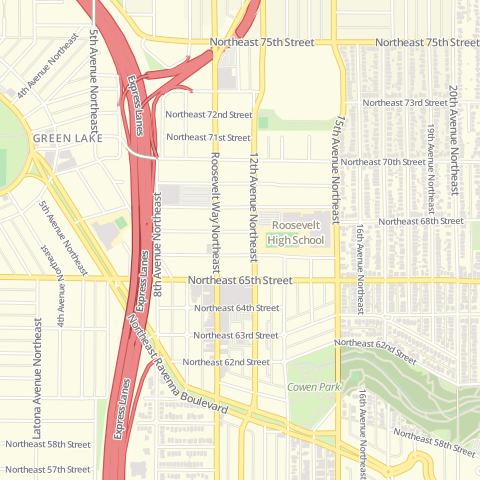 Northeast 75th Street
Northeast 75th Street
5th Avenue Northeast
4th Avenue Northeast
Express Lanes
Northeast 73rd Street
20th Avenue Northeast
Northeast 72nd Street
15th Avenue Northeast
19th Avenue Northeast
Northeast 71st Street
GREEN LAKE
Roosevelt Way Northeast
12th Avenue Northeast
Northeast 70th Street
8th Avenue Northeast
5th Avenue Northeast
Roosevelt
High School
Northeast 68th Street
16th Avenue Northeast
4th Avenue Northeast
Express Lanes
Northeast 65th Street
Northeast 64th Street
Latona Avenue Northeast
Northeast Ravenna Boulevard
Northeast 63rd Street
Northeast 62nd Street
Northeast 62nd Street
Express Lanes
Cowen Park
16th Avenue Northeast
Northeast 58th Street
Northeast 58th Street
Northeast 57th Street